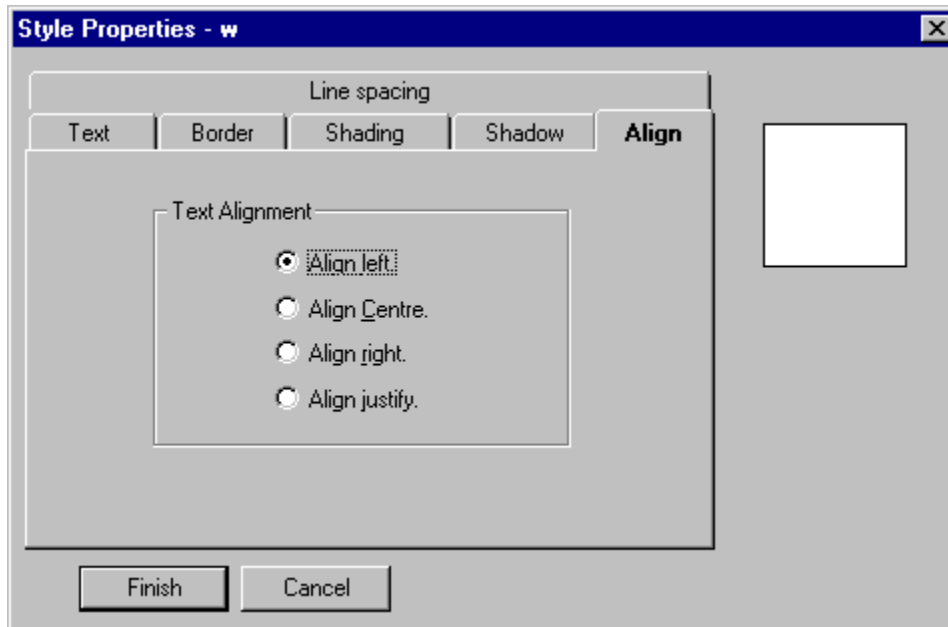 Style Properties - w
Line spacing
Text Border Shading Shadow Align
Text Alignment
Align left.
Align Centre.
Align right.
Align justify.
Finish Cancel